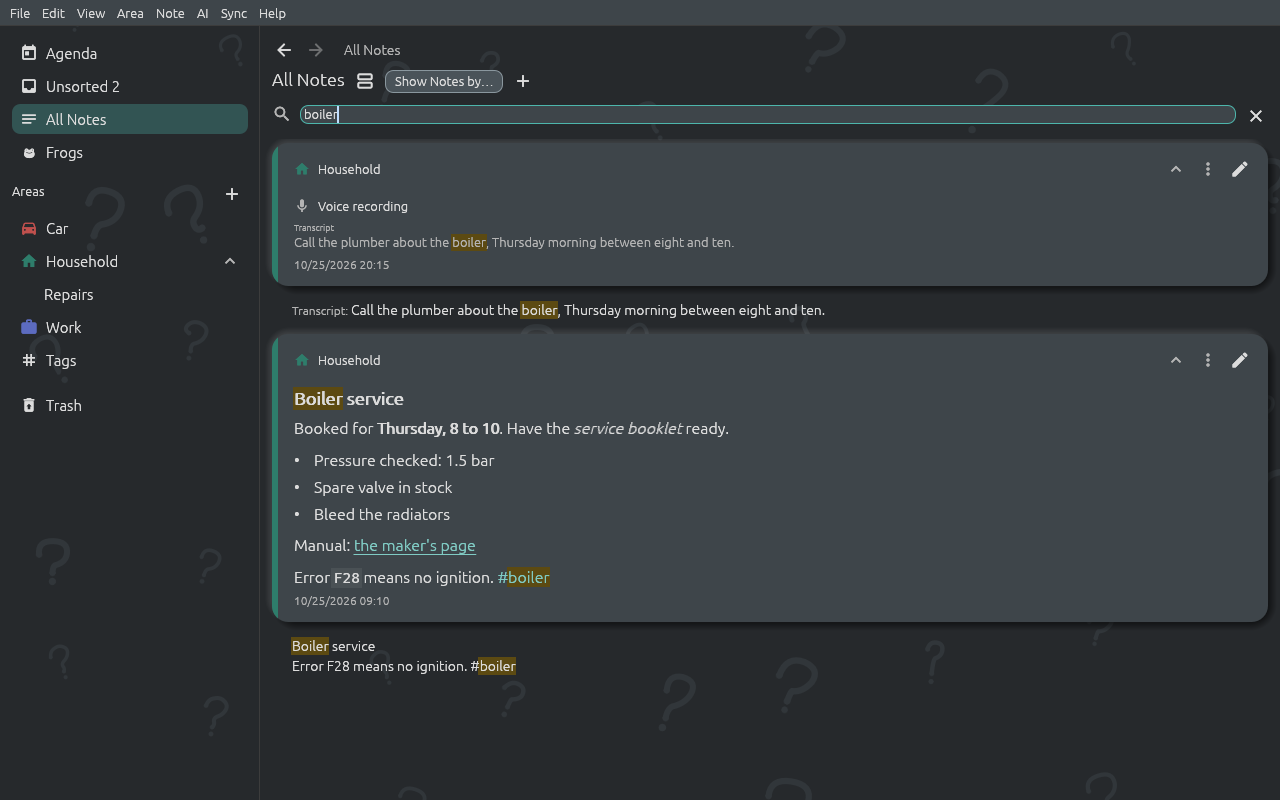 File Edit View Area Note AI Sync Help
Agenda
Unsorted 2
All Notes
Frogs
Areas
Car
Household
Repairs
Work
Tags
Trash
All Notes
All Notes Show Notes by...
boiler
Household
Voice recording
Transcript
Call the plumber about the boiler, Thursday morning between eight and ten.
10/25/2026 20:15
Transcript: Call the plumber about the boiler, Thursday morning between eight and ten.
Household
Boiler service
Booked for Thursday, 8 to 10. Have the service booklet ready.
• Pressure checked: 1.5 bar
• Spare valve in stock
• Bleed the radiators
Manual: the maker's page
Error F28 means no ignition. #boiler
10/25/2026 09:10
Boiler service
Error F28 means no ignition. #boiler